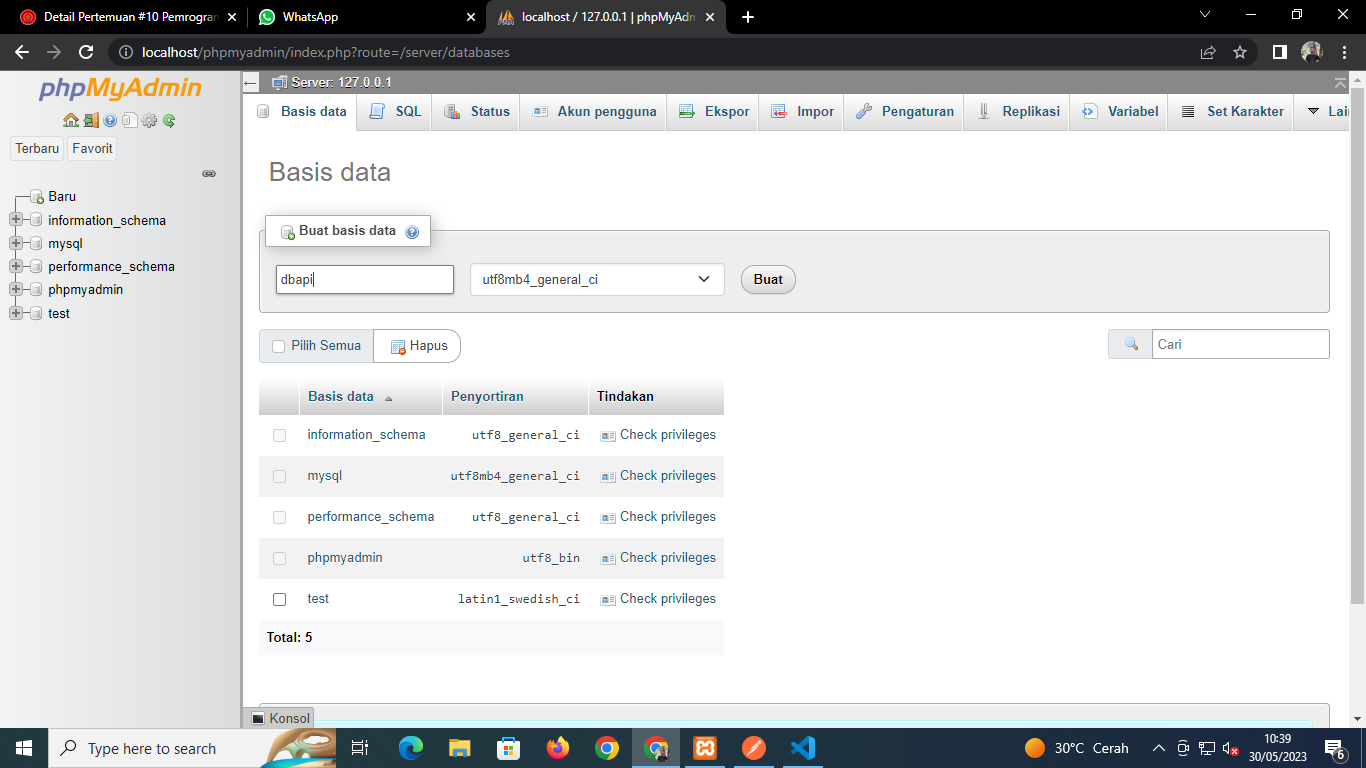 Detail Pertemuan #10 Pemrogran
WhatsApp
localhost / 127.0.0.1 | phpMyAdm
localhost/phpmyadmin/index.php?route=/server/databases
phpMyAdmin
Terbaru
Favorit
Baru
information_schema
mysql
performance_schema
phpmyadmin
test
Server: 127.0.0.1
Basis data
SQL
Status
Akun pengguna
Ekspor
Impor
Pengaturan
Replikasi
Variabel
Set Karakter
Lain
Basis data
Buat basis data
dbapi
utf8mb4_general_ci
Buat
Pilih Semua
Hapus
Cari
Basis data Penyortiran Tindakan
information_schema utf8_general_ci Check privileges
mysql utf8mb4_general_ci Check privileges
performance_schema utf8_general_ci Check privileges
phpmyadmin utf8_bin Check privileges
test latin1_swedish_ci Check privileges
Total: 5
Konsol
Type here to search
30°C Cerah
10:39
30/05/2023
6